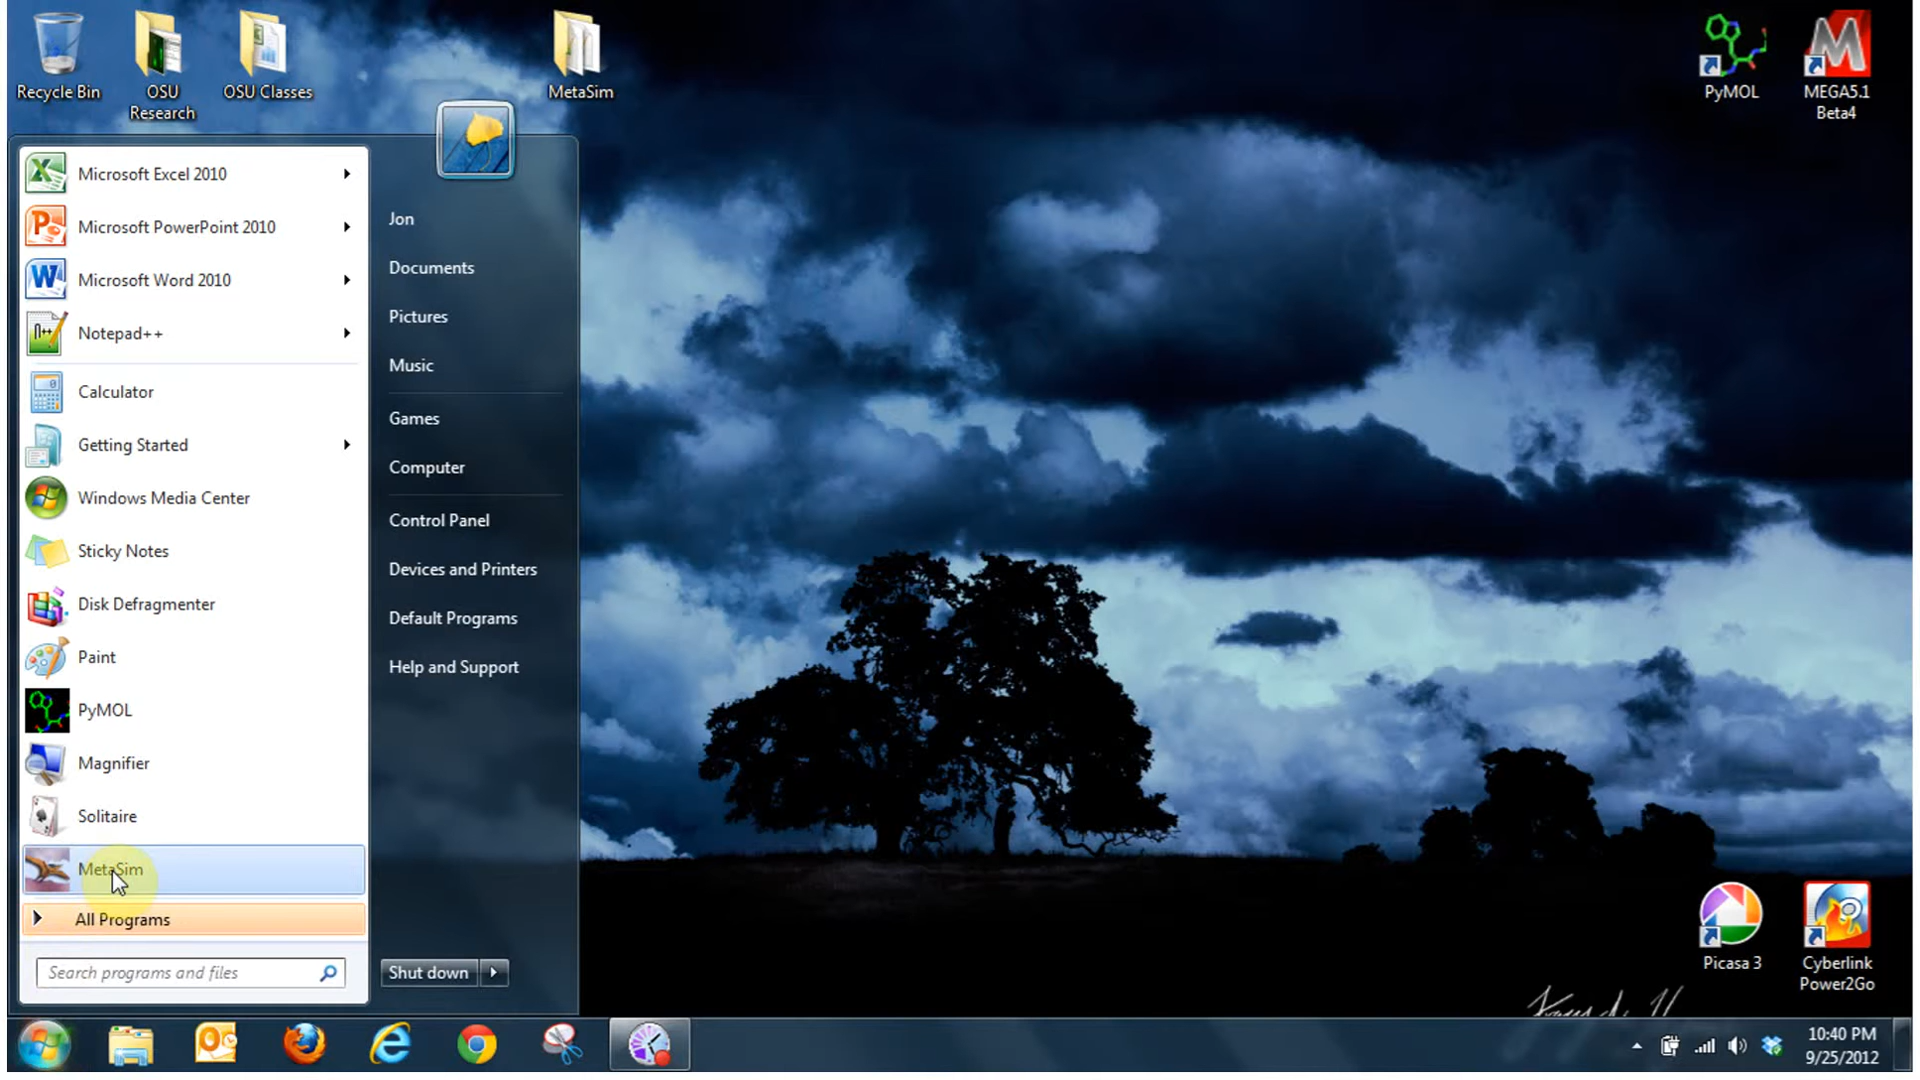 Recycle Bin
OSU
Research
OSU Classes
MetaSim
PyMOL
MEGA5.1
Beta4
Microsoft Excel 2010
Microsoft PowerPoint 2010
Microsoft Word 2010
Notepad++
Calculator
Getting Started
Windows Media Center
Sticky Notes
Disk Defragmenter
Paint
PyMOL
Magnifier
Solitaire
MetaSim
All Programs
Search programs and files
Jon
Documents
Pictures
Music
Games
Computer
Control Panel
Devices and Printers
Default Programs
Help and Support
Shut down
Picasa 3
Cyberlink
Power2Go
10:40 PM
9/25/2012